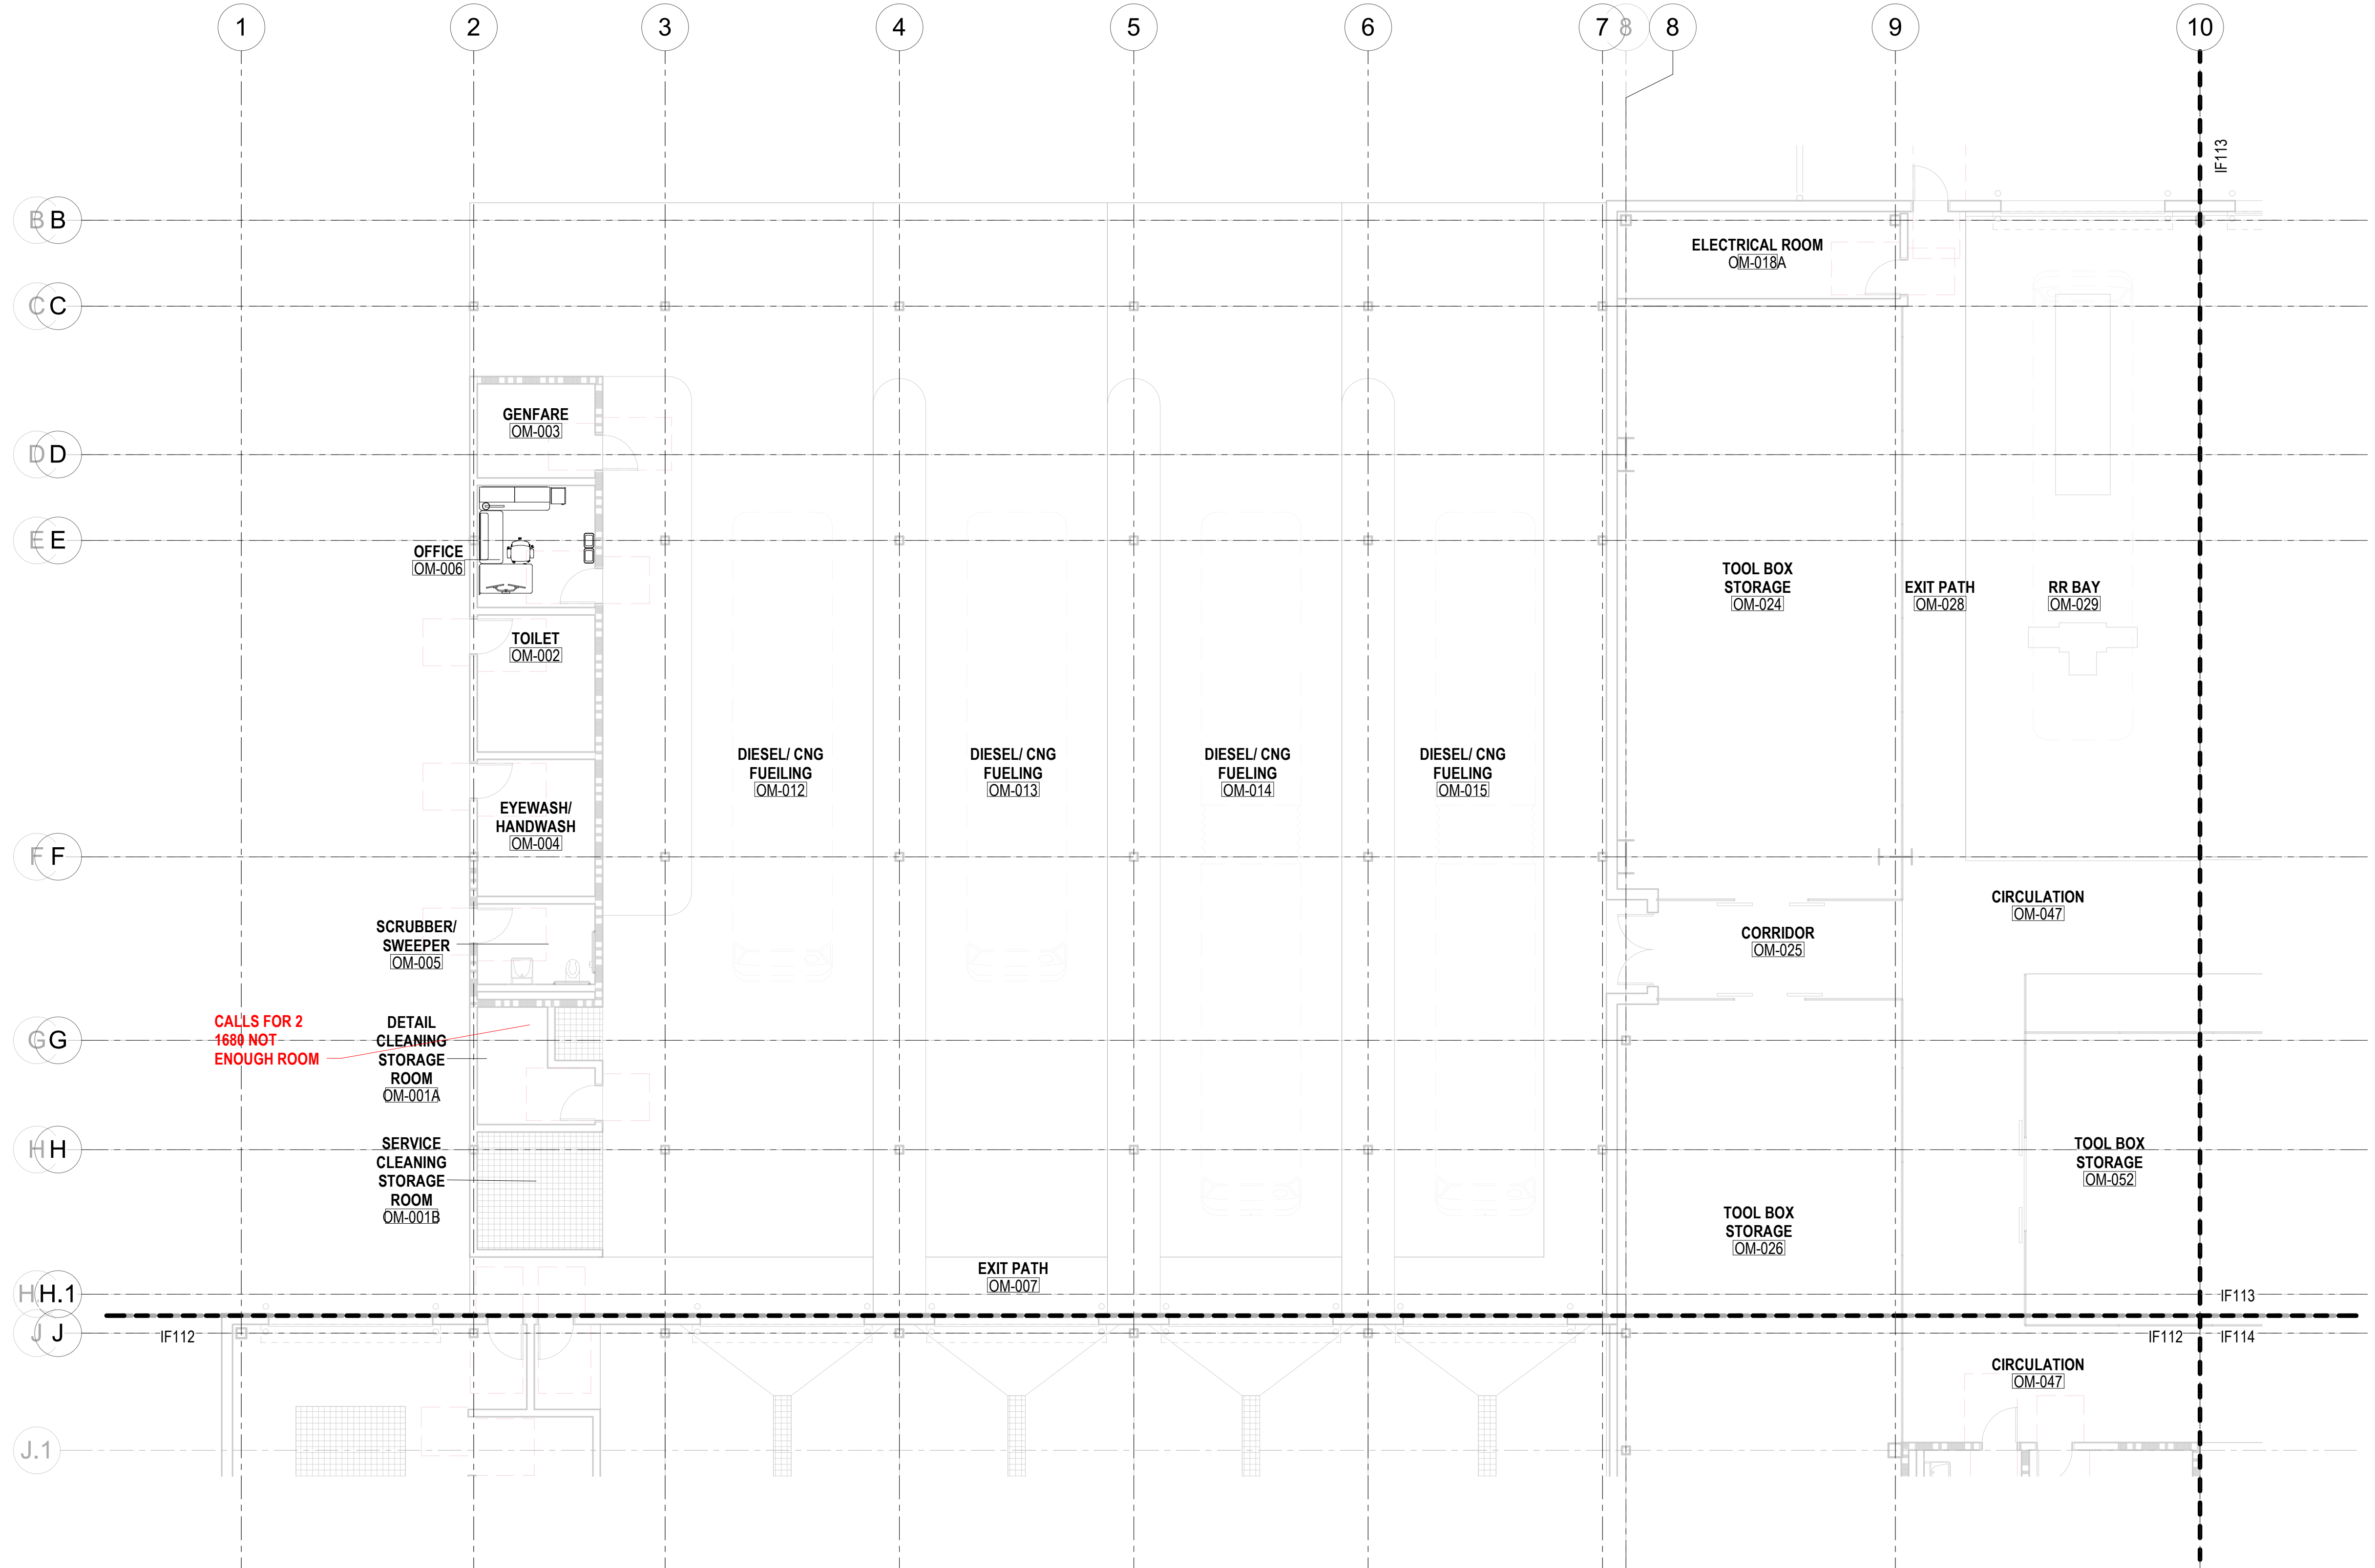 1
2
3
4
5
6
7
8
8
9
10
IF113
B B
ELECTRICAL ROOM
OM-018A
C C
GENFARE
OM-003
D D
E E
OFFICE
OM-006
TOOL BOX
STORAGE
OM-024
EXIT PATH
OM-028
RR BAY
OM-029
TOILET
OM-002
DIESEL/ CNG
FUEILING
OM-012
DIESEL/ CNG
FUELING
OM-013
DIESEL/ CNG
FUELING
OM-014
DIESEL/ CNG
FUELING
OM-015
EYEWASH/
HANDWASH
OM-004
F F
CIRCULATION
OM-047
SCRUBBER/
SWEEPER
OM-005
CORRIDOR
OM-025
CALLS FOR 2
1680 NOT
ENOUGH ROOM
DETAIL
CLEANING
STORAGE
ROOM
OM-001A
G G
H H
SERVICE
CLEANING
STORAGE
ROOM
OM-001B
TOOL BOX
STORAGE
OM-052
TOOL BOX
STORAGE
OM-026
EXIT PATH
OM-007
H H.1
IF113
J J
IF112
IF112
IF114
CIRCULATION
OM-047
J.1